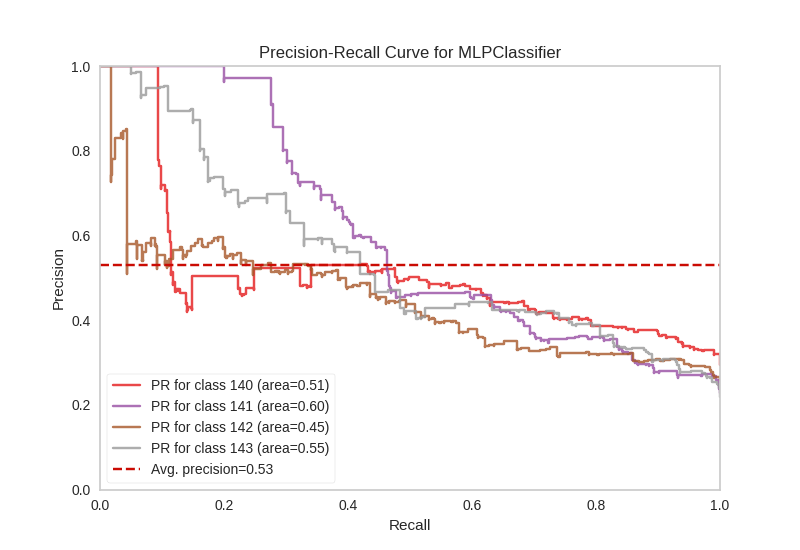 Precision-Recall Curve for MLPClassifier
1.0
0.8
0.6
0.4
0.2
0.0
Precision
PR for class 140 (area=0.51)
PR for class 141 (area=0.60)
PR for class 142 (area=0.45)
PR for class 143 (area=0.55)
Avg. precision=0.53
0.0 0.2 0.4 0.6 0.8 1.0
Recall